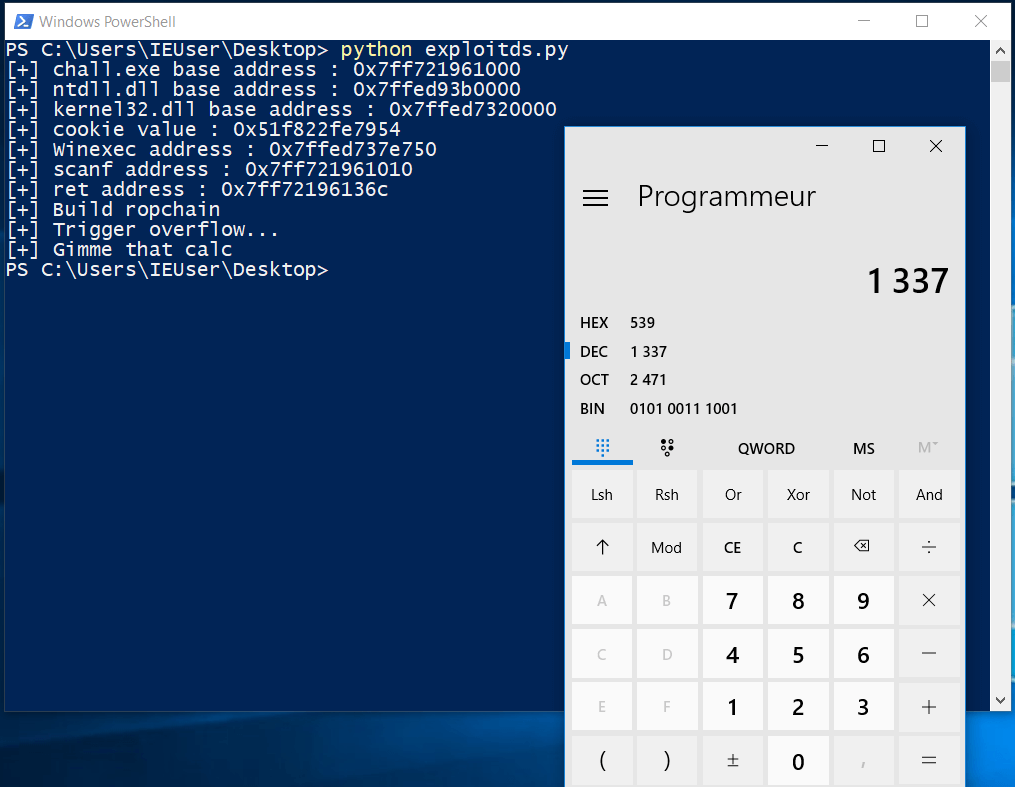 Windows PowerShell
PS C:\Users\IEUser\Desktop> python exploitds.py
[+] chall.exe base address : 0x7ff721961000
[+] ntdll.dll base address : 0x7ffed93b0000
[+] kernel32.dll base address : 0x7ffed7320000
[+] cookie value : 0x51f822fe7954
[+] Winexec address : 0x7ffed737e750
[+] scanf address : 0x7ff721961010
[+] ret address : 0x7ff72196136c
[+] Build ropchain
[+] Trigger overflow...
[+] Gimme that calc
PS C:\Users\IEUser\Desktop>
Programmeur
1 337
HEX 539
DEC 1 337
OCT 2 471
BIN 0101 0011 1001
QWORD MS M
Lsh Rsh Or Xor Not And
↑ Mod CE C ⌫ ÷
A B 7 8 9 ×
C D 4 5 6 −
E F 1 2 3 +
( ) ± 0 , =